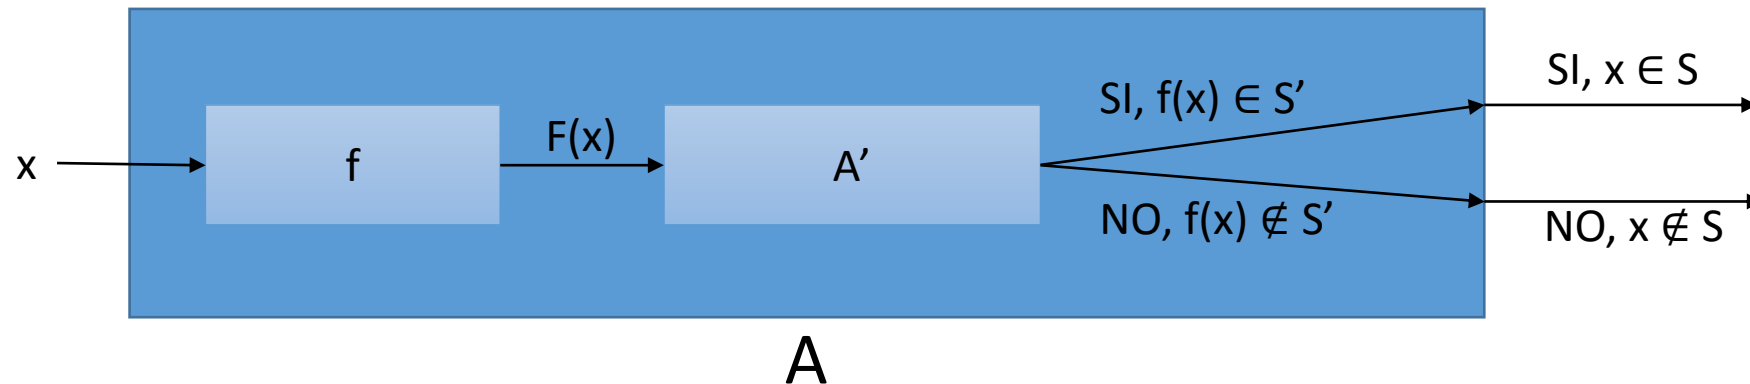 x
f
F(x)
A’
SI, f(x) ∈ S’
NO, f(x) ∉ S’
SI, x ∈ S
NO, x ∉ S
A